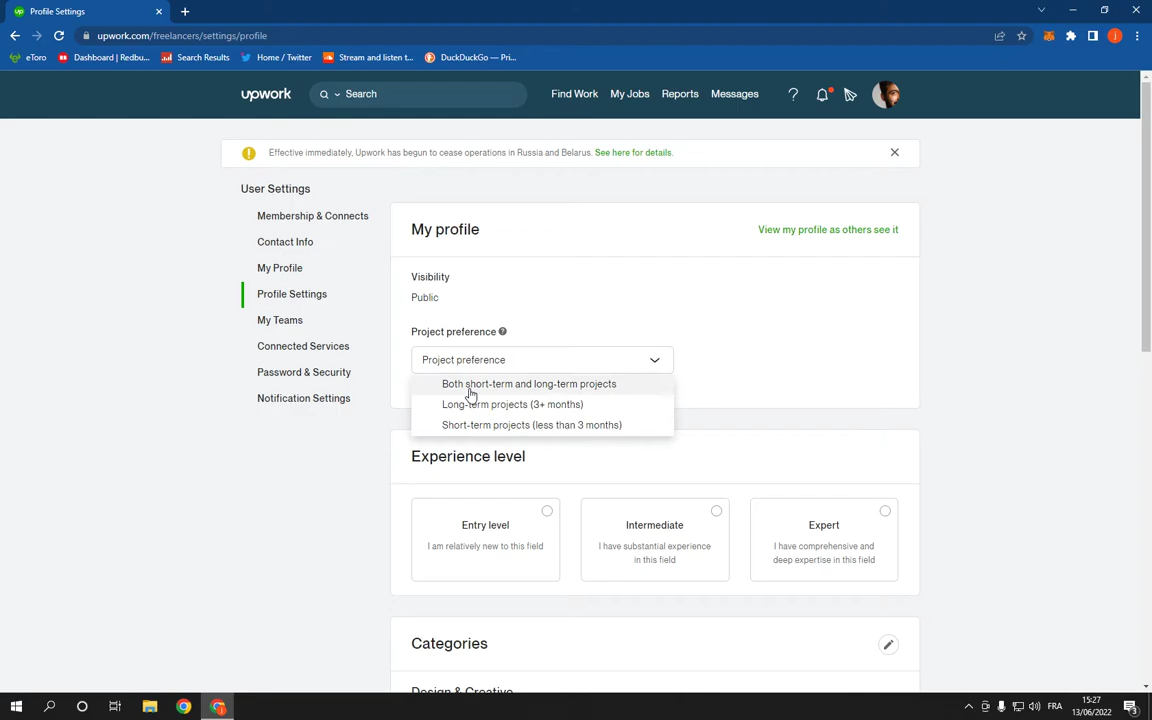 Profile Settings
upwork.com/freelancers/settings/profile
eToro
Dashboard | Redbu...
Search Results
Home / Twitter
Stream and listen t...
DuckDuckGo — Pri...
upwork
Search
Find Work
My Jobs
Reports
Messages
Effective immediately, Upwork has begun to cease operations in Russia and Belarus. See here for details.
User Settings
Membership & Connects
Contact Info
My Profile
Profile Settings
My Teams
Connected Services
Password & Security
Notification Settings
My profile
View my profile as others see it
Visibility
Public
Project preference
Project preference
Both short-term and long-term projects
Long-term projects (3+ months)
Short-term projects (less than 3 months)
Experience level
Entry level
I am relatively new to this field
Intermediate
I have substantial experience
in this field
Expert
I have comprehensive and
deep expertise in this field
Categories
Design & Creative
FRA
15:27
13/06/2022
3